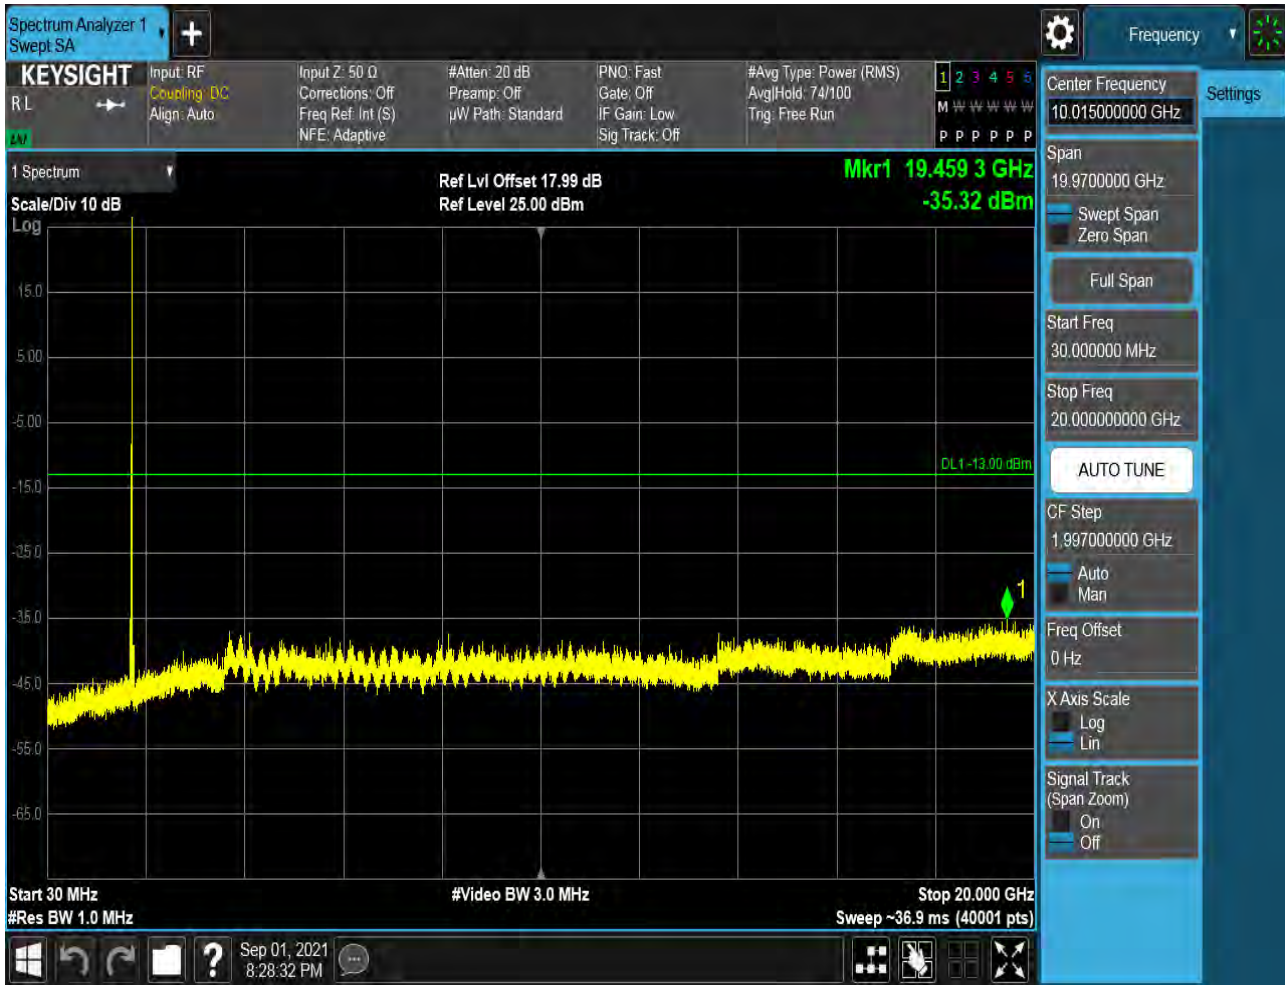 Spectrum Analyzer 1
Swept SA
+
Frequency
KEYSIGHT
R L
Input: RF
Coupling: DC
Align: Auto
Input Z: 50 Ω
Corrections: Off
Freq Ref: Int (S)
NFE: Adaptive
#Atten: 20 dB
Preamp: Off
µW Path: Standard
PNO: Fast
Gate: Off
IF Gain: Low
Sig Track: Off
#Avg Type: Power (RMS)
Avg|Hold: 74/100
Trig: Free Run
1 2 3 4 5 6
M W W W W W
P P P P P P
1 Spectrum
Scale/Div 10 dB
Log
Ref Lvl Offset 17.99 dB
Ref Level 25.00 dBm
Mkr1 19.459 3 GHz
-35.32 dBm
15.0
5.00
-5.00
-15.0
-25.0
-35.0
-45.0
-55.0
-65.0
DL1 -13.00 dBm
1
Start 30 MHz
#Res BW 1.0 MHz
#Video BW 3.0 MHz
Stop 20.000 GHz
Sweep ~36.9 ms (40001 pts)
Center Frequency
10.015000000 GHz
Settings
Span
19.9700000 GHz
Swept Span
Zero Span
Full Span
Start Freq
30.000000 MHz
Stop Freq
20.000000000 GHz
AUTO TUNE
CF Step
1.997000000 GHz
Auto
Man
Freq Offset
0 Hz
X Axis Scale
Log
Lin
Signal Track
(Span Zoom)
On
Off
?
Sep 01, 2021
8:28:32 PM